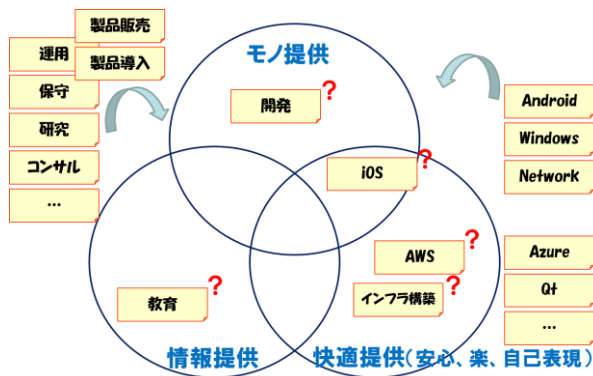 製品販売
運用
製品導入
保守
研究
コンサル
…
モノ提供
開発
?
iOS
?
AWS
?
インフラ構築
?
教育
?
情報提供
快適提供(安心、楽、自己表現)
Android
Windows
Network
Azure
Qt
…